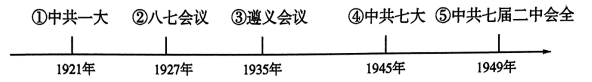 ①中共一大 ②八七会议 ③遵义会议 ④中共七大 ⑤中共七届二中会全
1921年 1927年 1935年 1945年 1949年